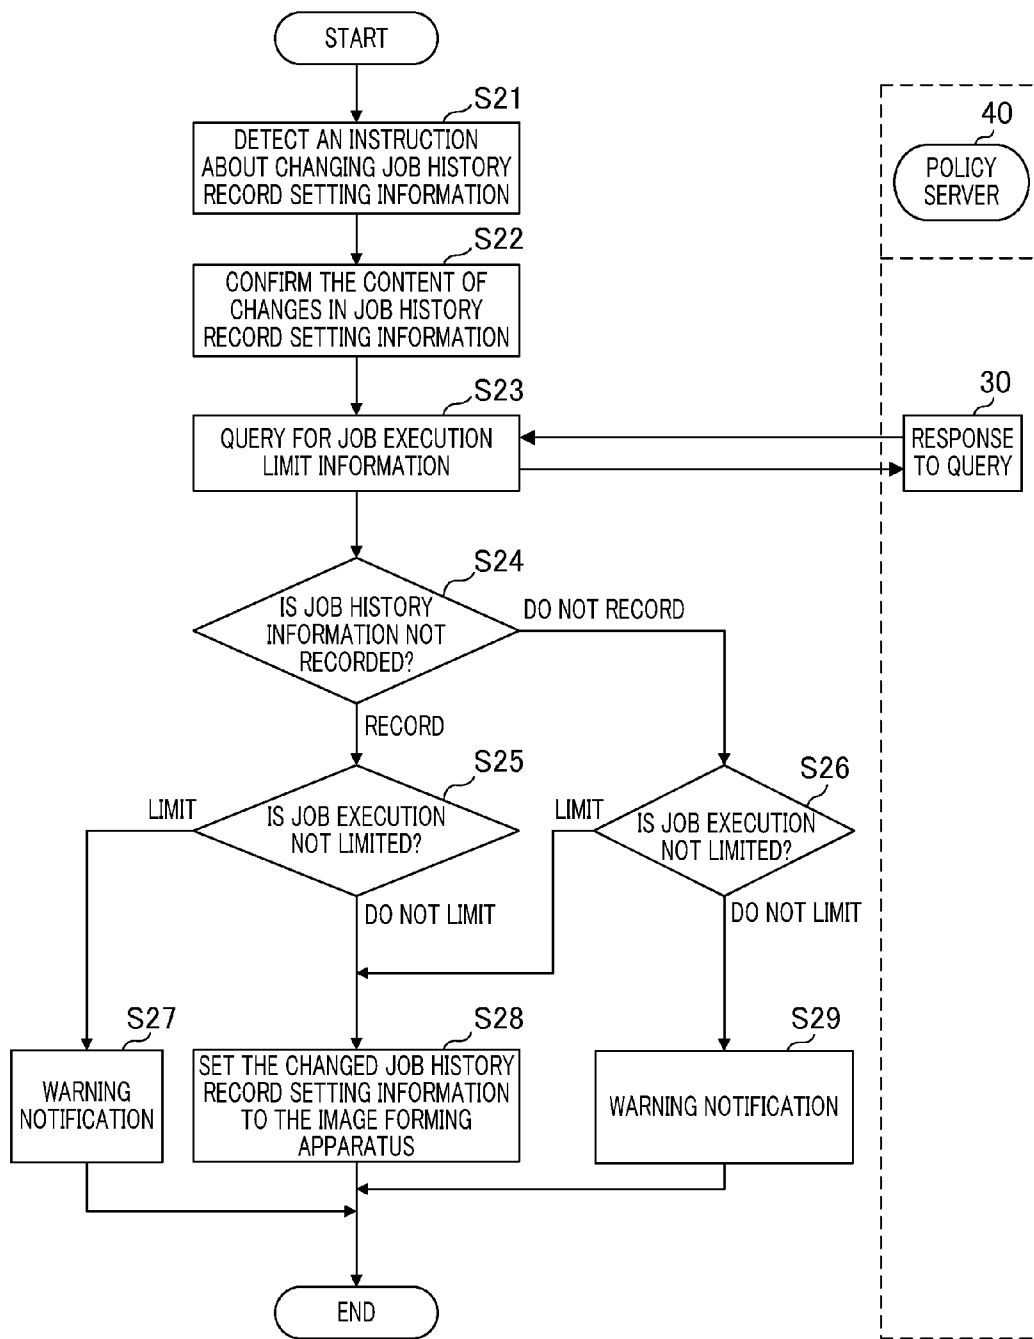 START
S21
DETECT AN INSTRUCTION
ABOUT CHANGING JOB HISTORY
RECORD SETTING INFORMATION
40
POLICY
SERVER
S22
CONFIRM THE CONTENT OF
CHANGES IN JOB HISTORY
RECORD SETTING INFORMATION
S23
QUERY FOR JOB EXECUTION
LIMIT INFORMATION
30
RESPONSE
TO QUERY
S24
IS JOB HISTORY
INFORMATION NOT
RECORDED?
DO NOT RECORD
RECORD
S25
IS JOB EXECUTION
NOT LIMITED?
LIMIT
DO NOT LIMIT
S26
IS JOB EXECUTION
NOT LIMITED?
LIMIT
DO NOT LIMIT
S27
WARNING
NOTIFICATION
S28
SET THE CHANGED JOB HISTORY
RECORD SETTING INFORMATION
TO THE IMAGE FORMING
APPARATUS
S29
WARNING NOTIFICATION
END